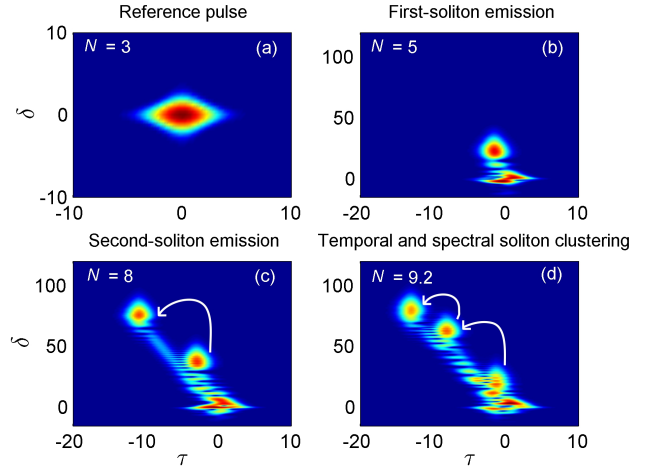 Reference pulse
First-soliton emission
10
N = 3
(a)
δ
0
-10
-10
0
10
100
N = 5
(b)
50
0
-20
-10
0
10
Second-soliton emission
Temporal and spectral soliton clustering
100
N = 8
(c)
δ
50
0
-20
-10
0
10
τ
100
N = 9.2
(d)
50
0
-20
-10
0
10
τ